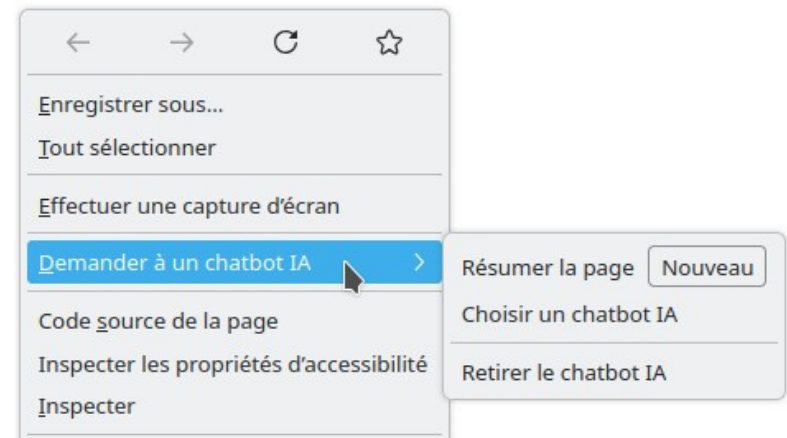 Enregistrer sous...
Tout sélectionner
Effectuer une capture d’écran
Demander à un chatbot IA
Résumer la page Nouveau
Choisir un chatbot IA
Retirer le chatbot IA
Code source de la page
Inspecter les propriétés d’accessibilité
Inspecter